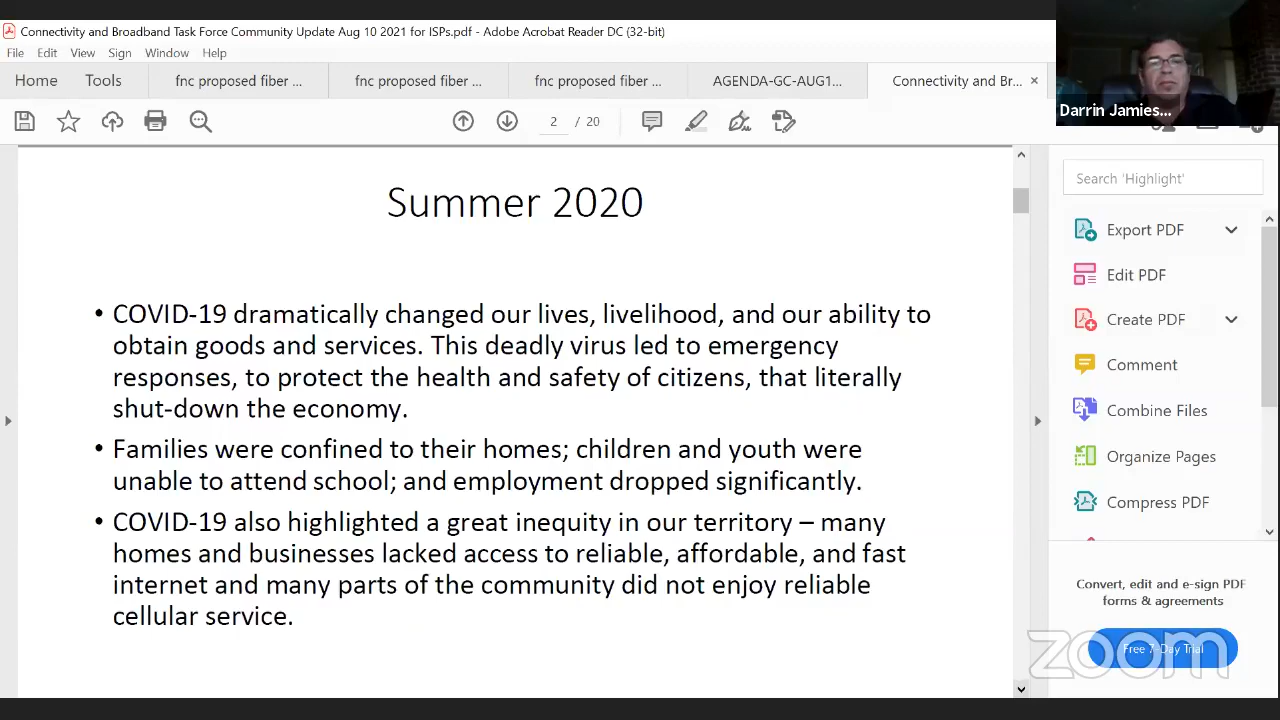 Connectivity and Broadband Task Force Community Update Aug 10 2021 for ISPs.pdf - Adobe Acrobat Reader DC (32-bit)
File Edit View Sign Window Help
Home Tools fnc proposed fiber ... fnc proposed fiber ... fnc proposed fiber ... AGENDA-GC-AUG1... Connectivity and Br... ×
Darrin Jamies...
2 / 20
Search 'Highlight'
Summer 2020
• COVID-19 dramatically changed our lives, livelihood, and our ability to
obtain goods and services. This deadly virus led to emergency
responses, to protect the health and safety of citizens, that literally
shut-down the economy.
• Families were confined to their homes; children and youth were
unable to attend school; and employment dropped significantly.
• COVID-19 also highlighted a great inequity in our territory – many
homes and businesses lacked access to reliable, affordable, and fast
internet and many parts of the community did not enjoy reliable
cellular service.
Export PDF
Edit PDF
Create PDF
Comment
Combine Files
Organize Pages
Compress PDF
Convert, edit and e-sign PDF
forms & agreements
Free 7-Day Trial
zoom